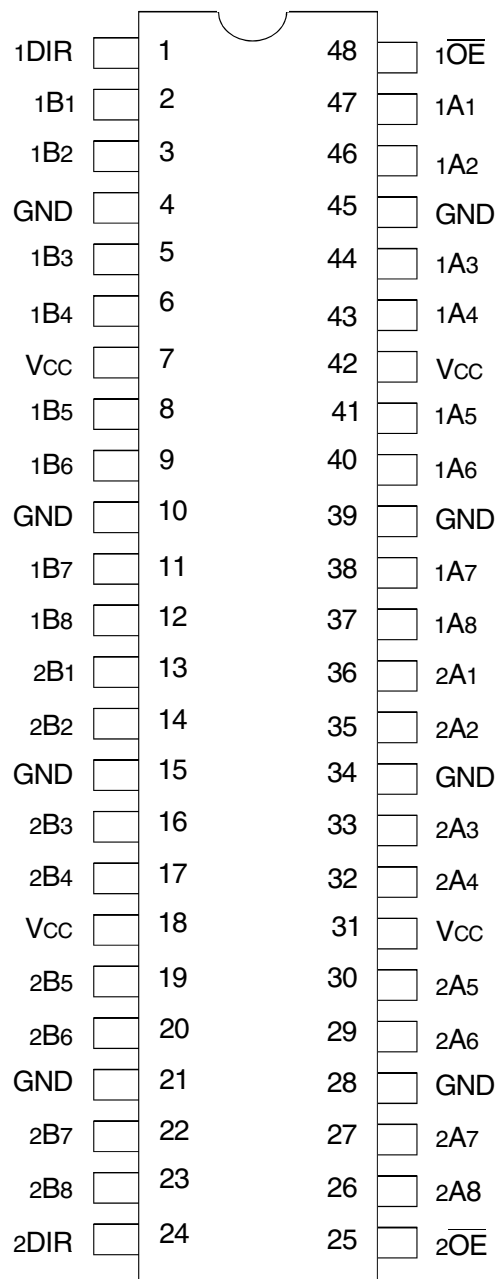 1DIR 1 48 1O̅E̅
1B1 2 47 1A1
1B2 3 46 1A2
GND 4 45 GND
1B3 5 44 1A3
1B4 6 43 1A4
VCC 7 42 VCC
1B5 8 41 1A5
1B6 9 40 1A6
GND 10 39 GND
1B7 11 38 1A7
1B8 12 37 1A8
2B1 13 36 2A1
2B2 14 35 2A2
GND 15 34 GND
2B3 16 33 2A3
2B4 17 32 2A4
VCC 18 31 VCC
2B5 19 30 2A5
2B6 20 29 2A6
GND 21 28 GND
2B7 22 27 2A7
2B8 23 26 2A8
2DIR 24 25 2O̅E̅